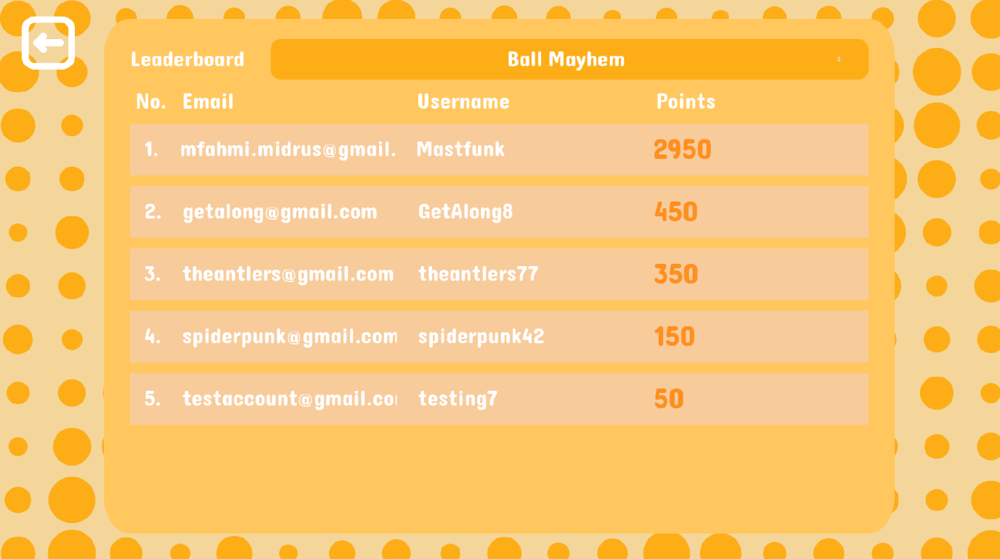 Leaderboard Ball Mayhem
No. Email Username Points
1. mfahmi.midrus@gmail. Mastfunk 2950
2. getalong@gmail.com GetAlong8 450
3. theantlers@gmail.com theantlers77 350
4. spiderpunk@gmail.com spiderpunk42 150
5. testaccount@gmail.co testing7 50